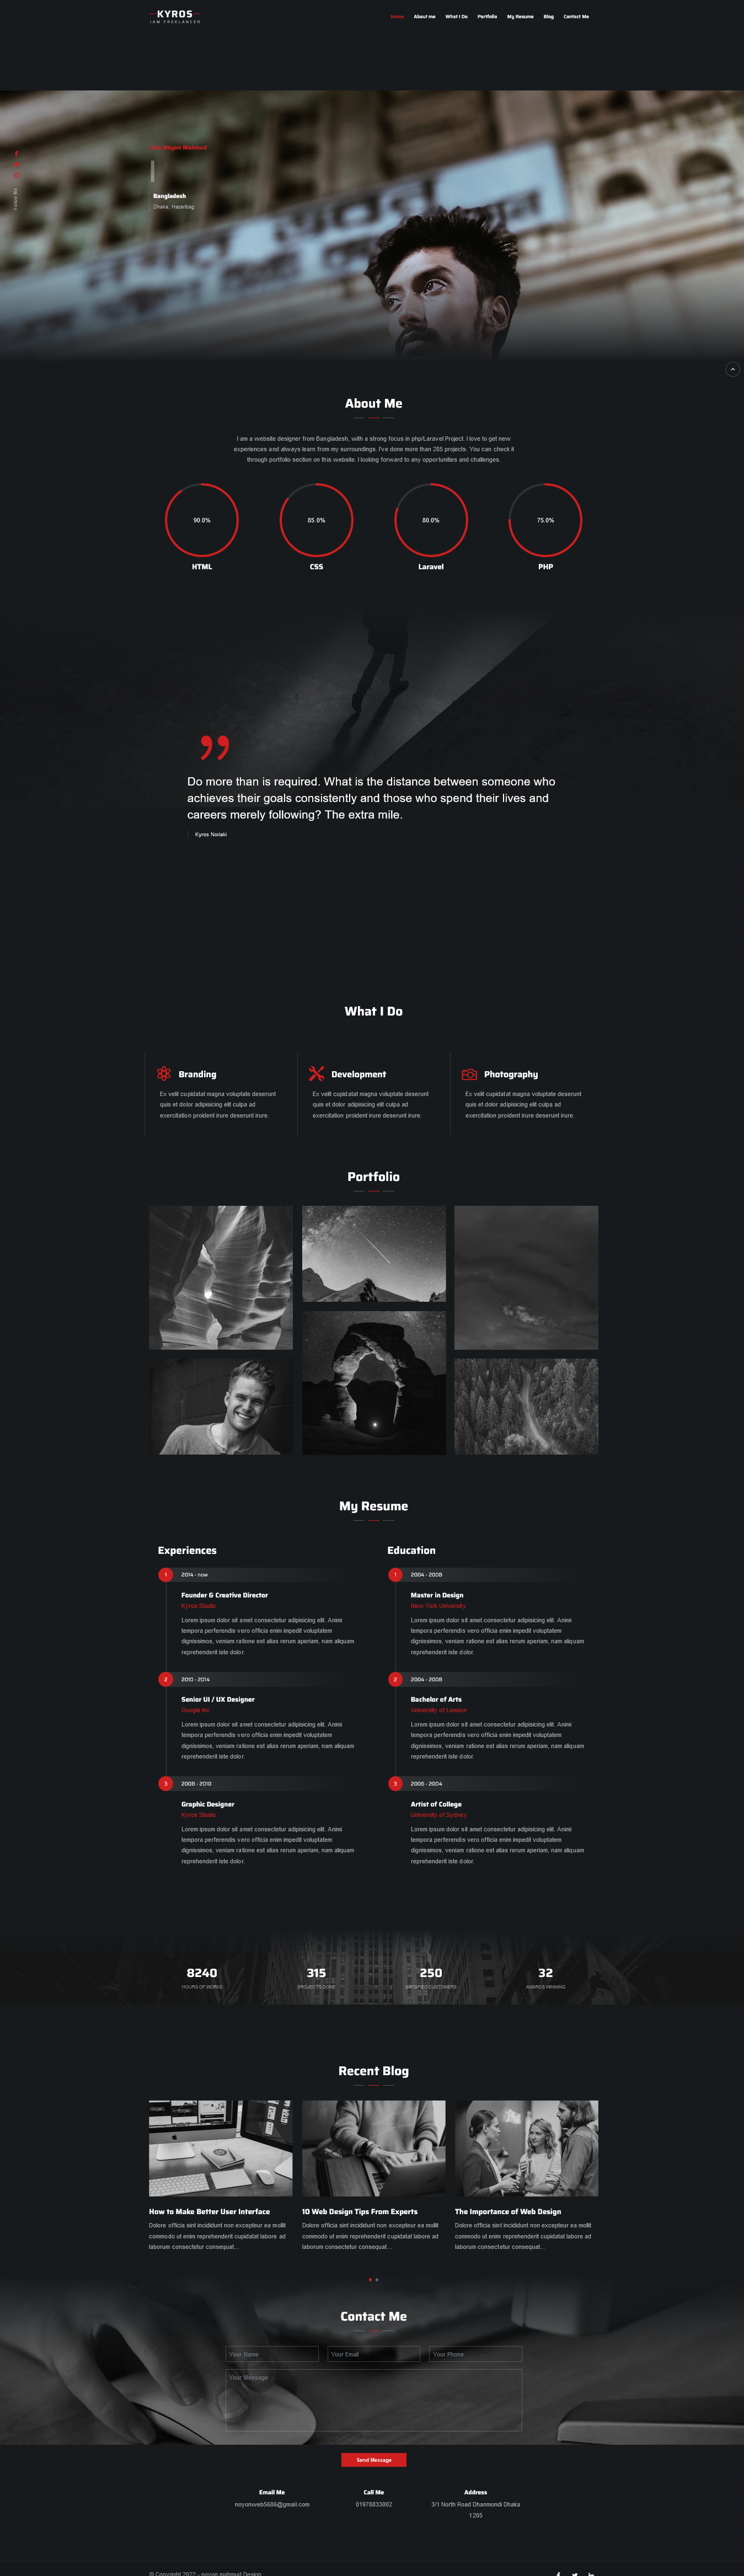 KYROS
IAM FREELANCER
Home About me What I Do Portfolio My Resume Blog Contact Me
Noyon Mahmud
Bangladesh
Dhaka, Hazaribag
Follow Me
About Me
I am a website designer from Bangladesh, with a strong focus in php/Laravel Project. I love to get new
experiences and always learn from my surroundings. I've done more than 285 projects. You can check it
through portfolio section on this website. I looking forward to any opportunities and challenges.
90.0% 85.0% 80.0% 75.0%
HTML CSS Laravel PHP
Do more than is required. What is the distance between someone who
achieves their goals consistently and those who spend their lives and
careers merely following? The extra mile.
Kyros Noriaki
What I Do
Branding
Ex velit cupidatat magna voluptate deserunt
quis et dolor adipisicing elit culpa ad
exercitation proident irure deserunt irure.
Development
Ex velit cupidatat magna voluptate deserunt
quis et dolor adipisicing elit culpa ad
exercitation proident irure deserunt irure.
Photography
Ex velit cupidatat magna voluptate deserunt
quis et dolor adipisicing elit culpa ad
exercitation proident irure deserunt irure.
Portfolio
My Resume
Experiences
1 2014 - now
Founder & Creative Director
Kyros Studio
Lorem ipsum dolor sit amet consectetur adipisicing elit. Animi
tempora perferendis vero officia enim impedit voluptatem
dignissimos, veniam ratione est alias rerum aperiam, nam aliquam
reprehenderit iste dolor.
2 2010 - 2014
Senior UI / UX Designer
Google Inc
Lorem ipsum dolor sit amet consectetur adipisicing elit. Animi
tempora perferendis vero officia enim impedit voluptatem
dignissimos, veniam ratione est alias rerum aperiam, nam aliquam
reprehenderit iste dolor.
3 2008 - 2010
Graphic Designer
Kyros Studio
Lorem ipsum dolor sit amet consectetur adipisicing elit. Animi
tempora perferendis vero officia enim impedit voluptatem
dignissimos, veniam ratione est alias rerum aperiam, nam aliquam
reprehenderit iste dolor.
Education
1 2004 - 2008
Master in Design
New York University
Lorem ipsum dolor sit amet consectetur adipisicing elit. Animi
tempora perferendis vero officia enim impedit voluptatem
dignissimos, veniam ratione est alias rerum aperiam, nam aliquam
reprehenderit iste dolor.
2 2004 - 2008
Bachelor of Arts
University of London
Lorem ipsum dolor sit amet consectetur adipisicing elit. Animi
tempora perferendis vero officia enim impedit voluptatem
dignissimos, veniam ratione est alias rerum aperiam, nam aliquam
reprehenderit iste dolor.
3 2006 - 2004
Artist of College
University of Sydney
Lorem ipsum dolor sit amet consectetur adipisicing elit. Animi
tempora perferendis vero officia enim impedit voluptatem
dignissimos, veniam ratione est alias rerum aperiam, nam aliquam
reprehenderit iste dolor.
8240 315 250 32
HOURS OF WORKS PROJECTS DONE SATISFIED CUSTOMERS AWARDS WINNING
Recent Blog
How to Make Better User Interface
Dolore officia sint incididunt non excepteur ea mollit
commodo ut enim reprehenderit cupidatat labore ad
laborum consectetur consequat...
10 Web Design Tips From Experts
Dolore officia sint incididunt non excepteur ea mollit
commodo ut enim reprehenderit cupidatat labore ad
laborum consectetur consequat...
The Importance of Web Design
Dolore officia sint incididunt non excepteur ea mollit
commodo ut enim reprehenderit cupidatat labore ad
laborum consectetur consequat...
Contact Me
Your Name Your Email Your Phone
Your Message
Send Message
Email Me
noyonweb5686@gmail.com
Call Me
01978833002
Address
3/1 North Road Dhanmondi Dhaka
1205
© Copyright 2022 - noyon mahmud Design